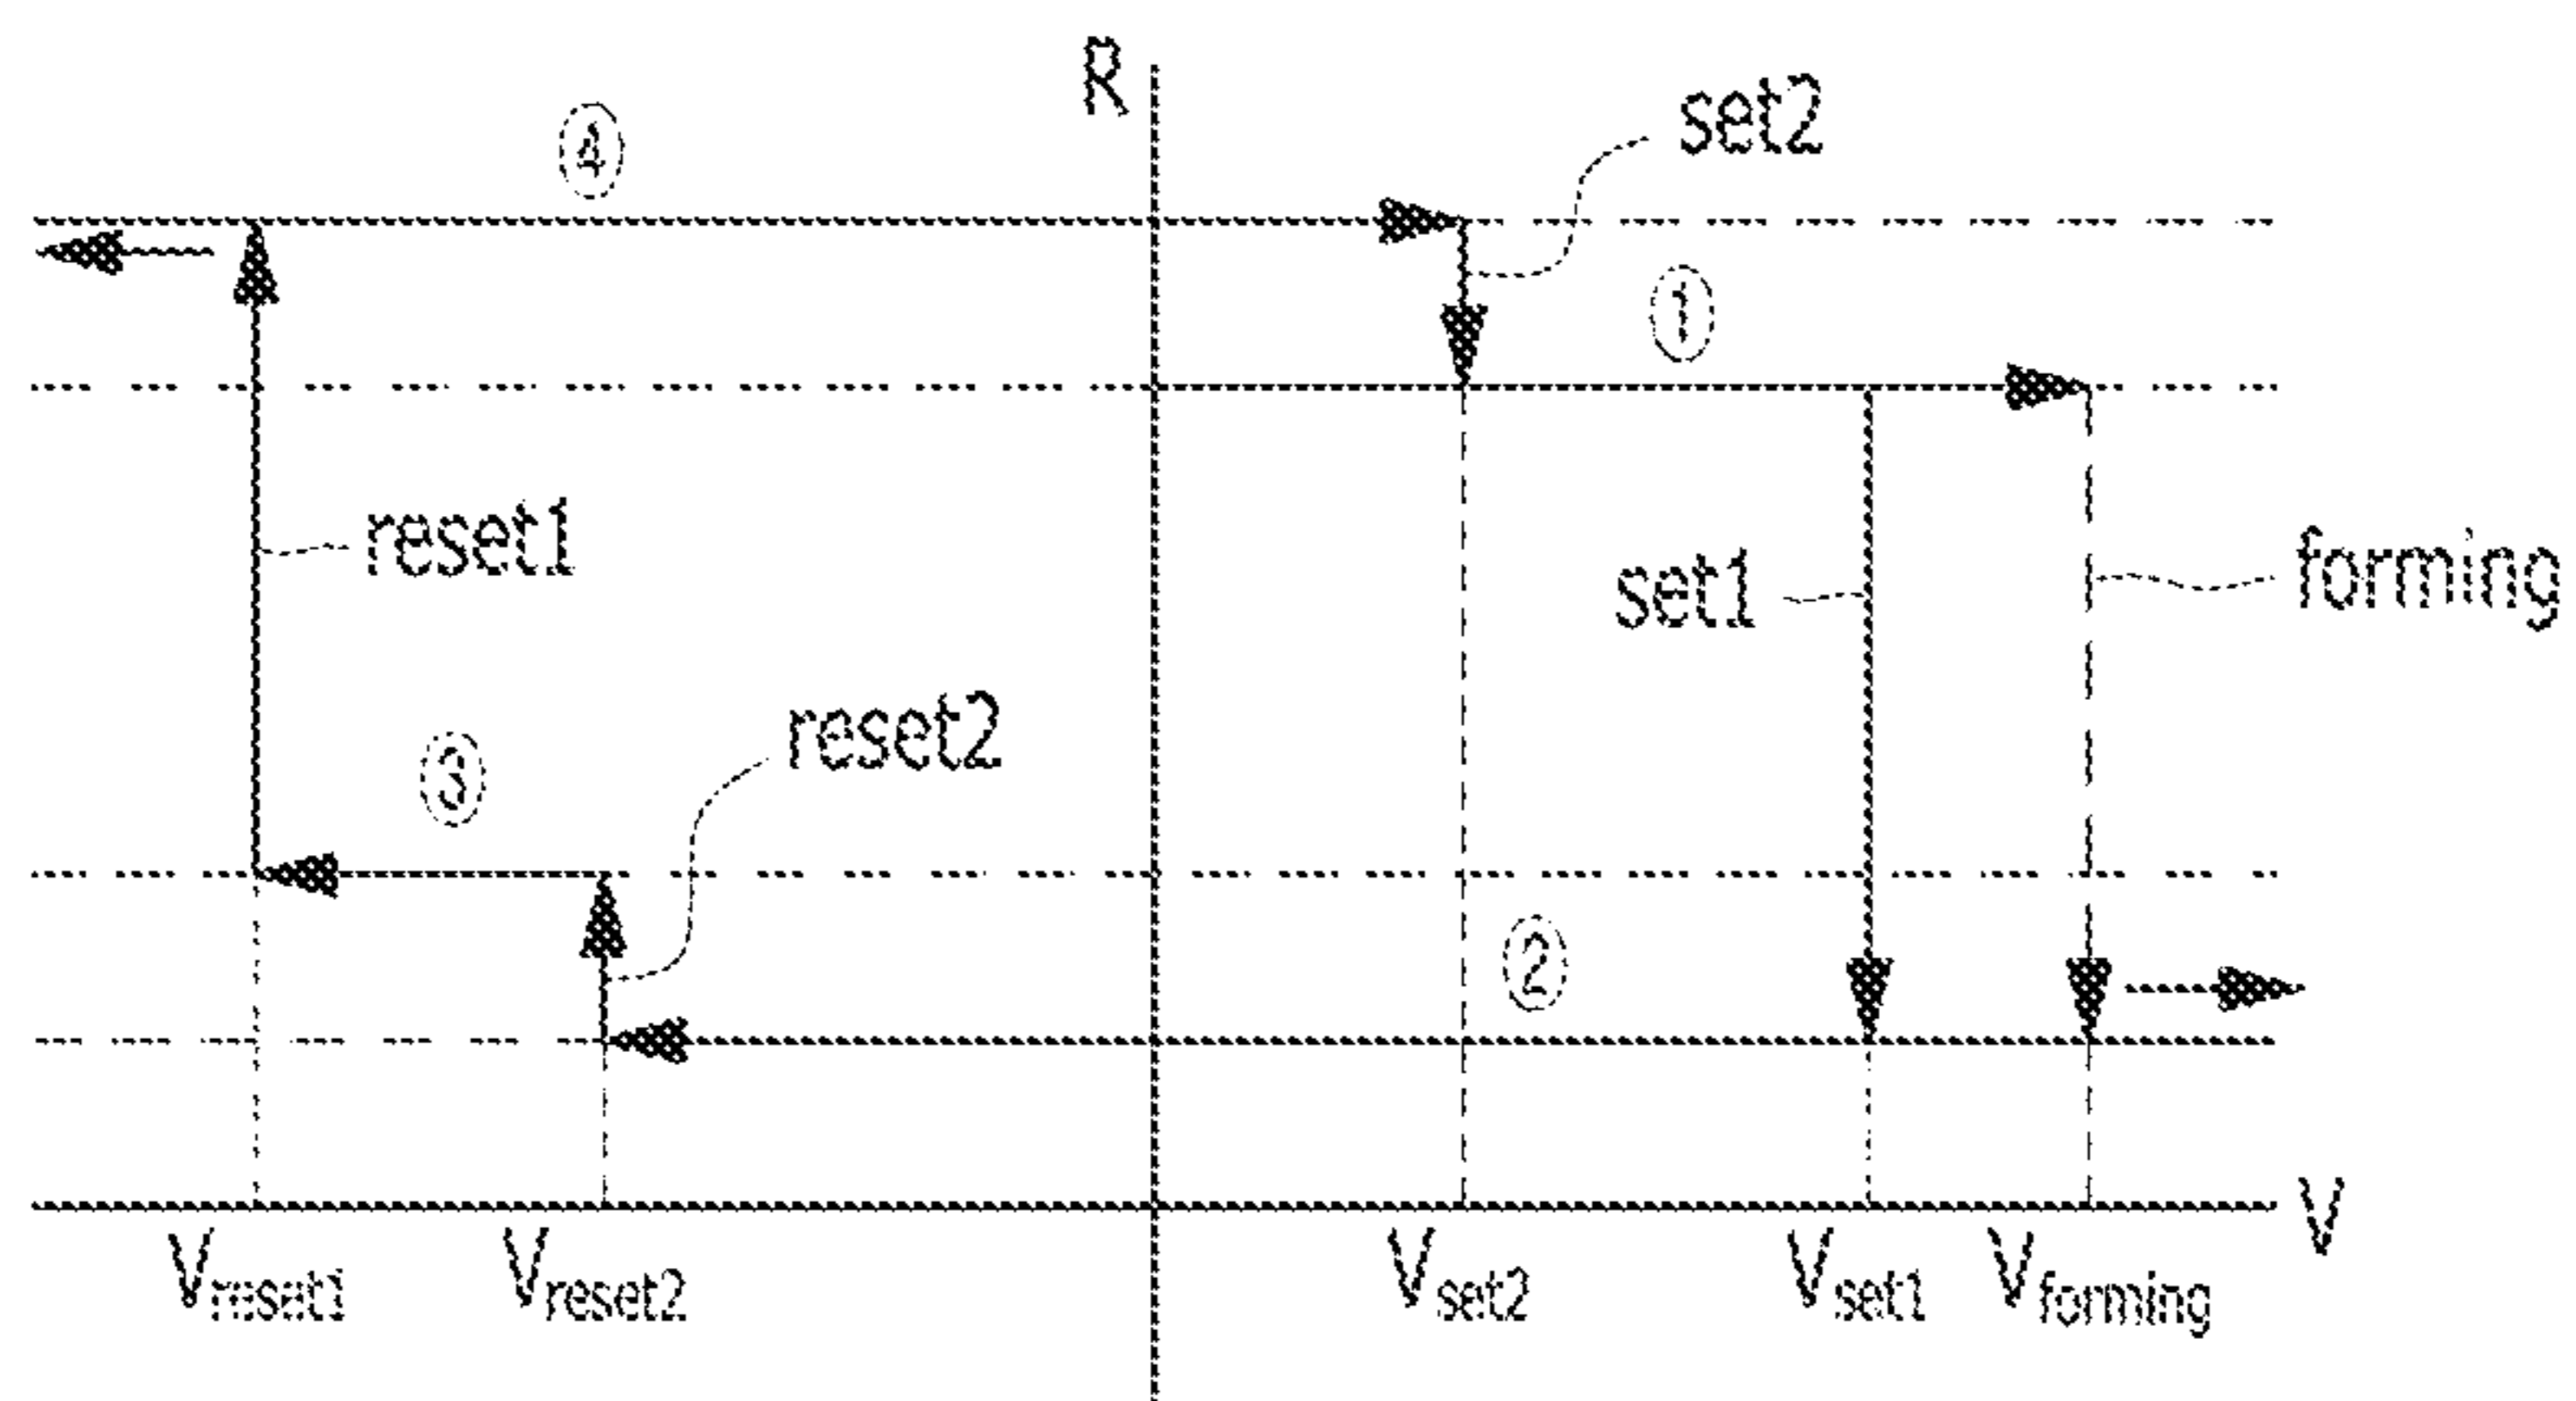 R
④
set2
①
reset1
set1
forming
reset2
③
②
V
Vreset1
Vreset2
Vset2
Vset1
Vforming